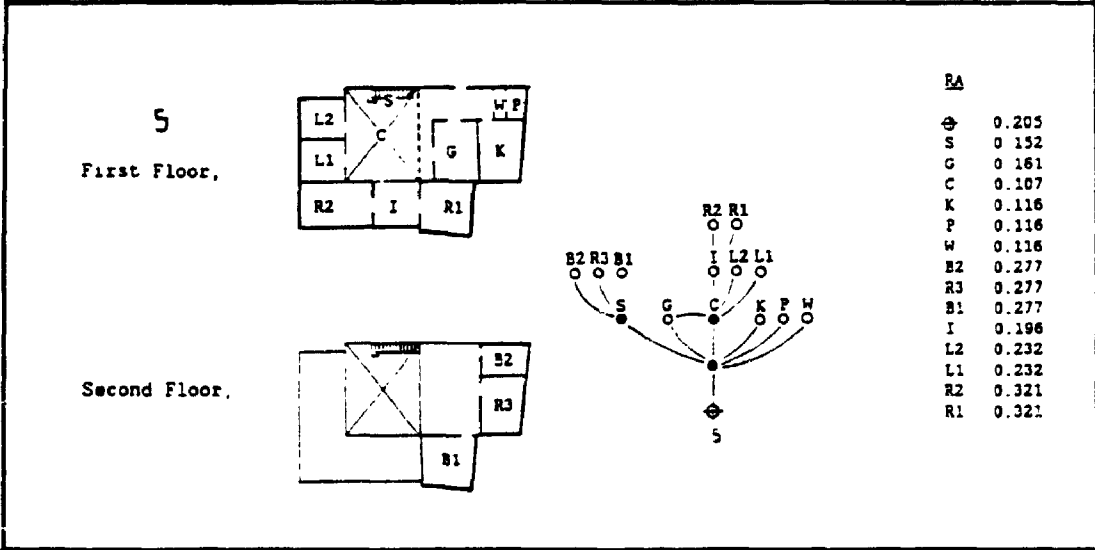 5
First Floor,
L2
L1
R2
S
C
I
G
R1
W P
K
Second Floor,
B2
R3
B1
R2 R1
B2 R3 B1
I L2 L1
S G C K P W
5
RA
0.205
S 0 152
G 0 161
C 0.107
K 0.116
P 0.116
W 0.116
B2 0.277
R3 0.277
B1 0.277
I 0.196
L2 0.232
L1 0.232
R2 0.321
R1 0.321